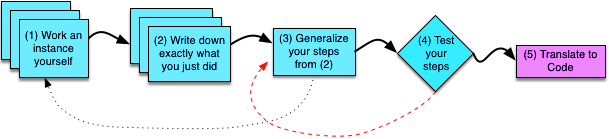 (1) Work an
instance
yourself
(2) Write down
exactly what
you just did
(3) Generalize
your steps
from (2)
(4) Test
your
steps
(5) Translate to
Code